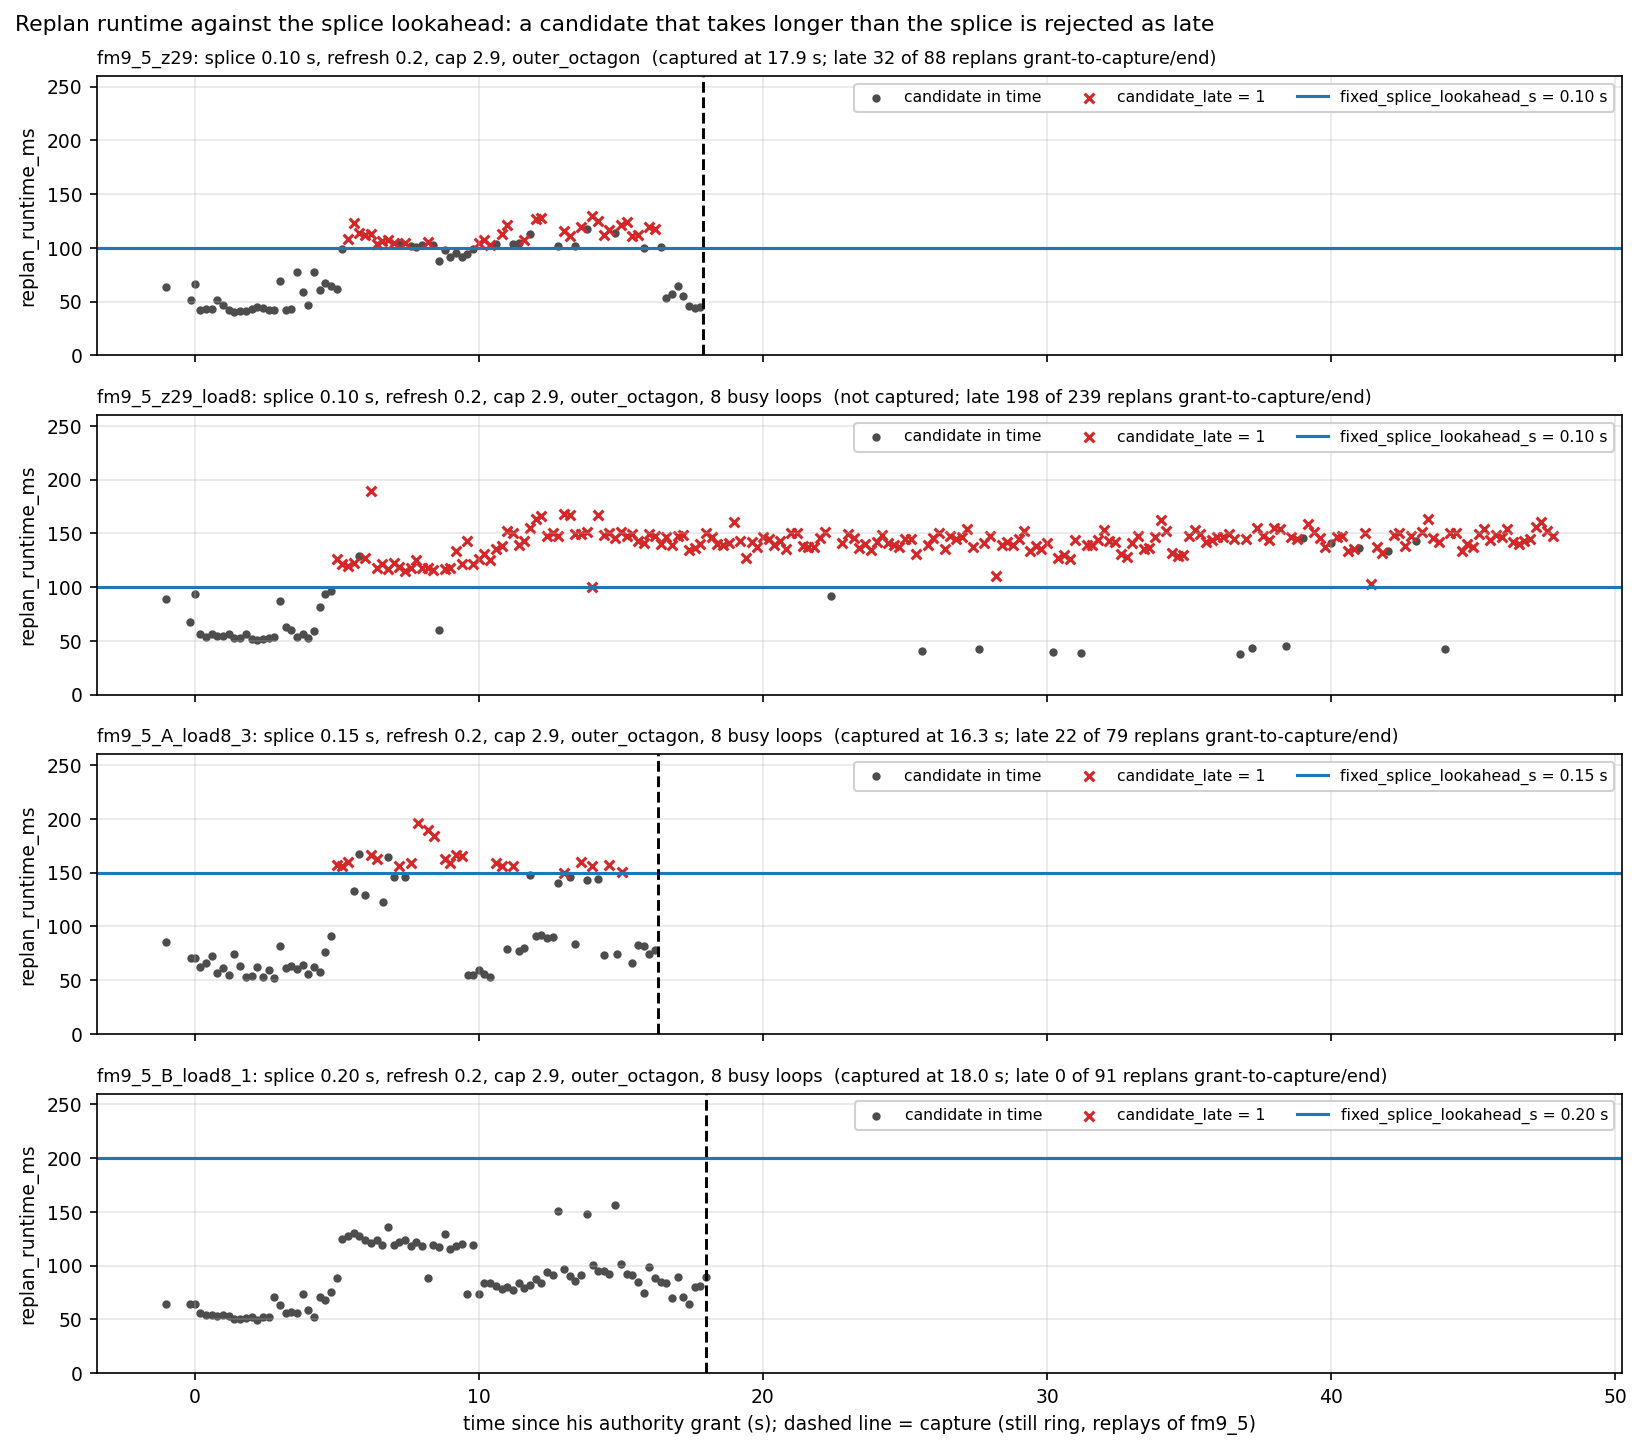 Replan runtime against the splice lookahead: a candidate that takes longer than the splice is rejected as late
fm9_5_z29: splice 0.10 s, refresh 0.2, cap 2.9, outer_octagon  (captured at 17.9 s; late 32 of 88 replans grant-to-capture/end)
replan_runtime_ms
250
200
150
100
50
0
candidate in time
candidate_late = 1
fixed_splice_lookahead_s = 0.10 s
fm9_5_z29_load8: splice 0.10 s, refresh 0.2, cap 2.9, outer_octagon, 8 busy loops  (not captured; late 198 of 239 replans grant-to-capture/end)
replan_runtime_ms
250
200
150
100
50
0
candidate in time
candidate_late = 1
fixed_splice_lookahead_s = 0.10 s
fm9_5_A_load8_3: splice 0.15 s, refresh 0.2, cap 2.9, outer_octagon, 8 busy loops  (captured at 16.3 s; late 22 of 79 replans grant-to-capture/end)
replan_runtime_ms
250
200
150
100
50
0
candidate in time
candidate_late = 1
fixed_splice_lookahead_s = 0.15 s
fm9_5_B_load8_1: splice 0.20 s, refresh 0.2, cap 2.9, outer_octagon, 8 busy loops  (captured at 18.0 s; late 0 of 91 replans grant-to-capture/end)
replan_runtime_ms
250
200
150
100
50
0
candidate in time
candidate_late = 1
fixed_splice_lookahead_s = 0.20 s
0 10 20 30 40 50
time since his authority grant (s); dashed line = capture (still ring, replays of fm9_5)